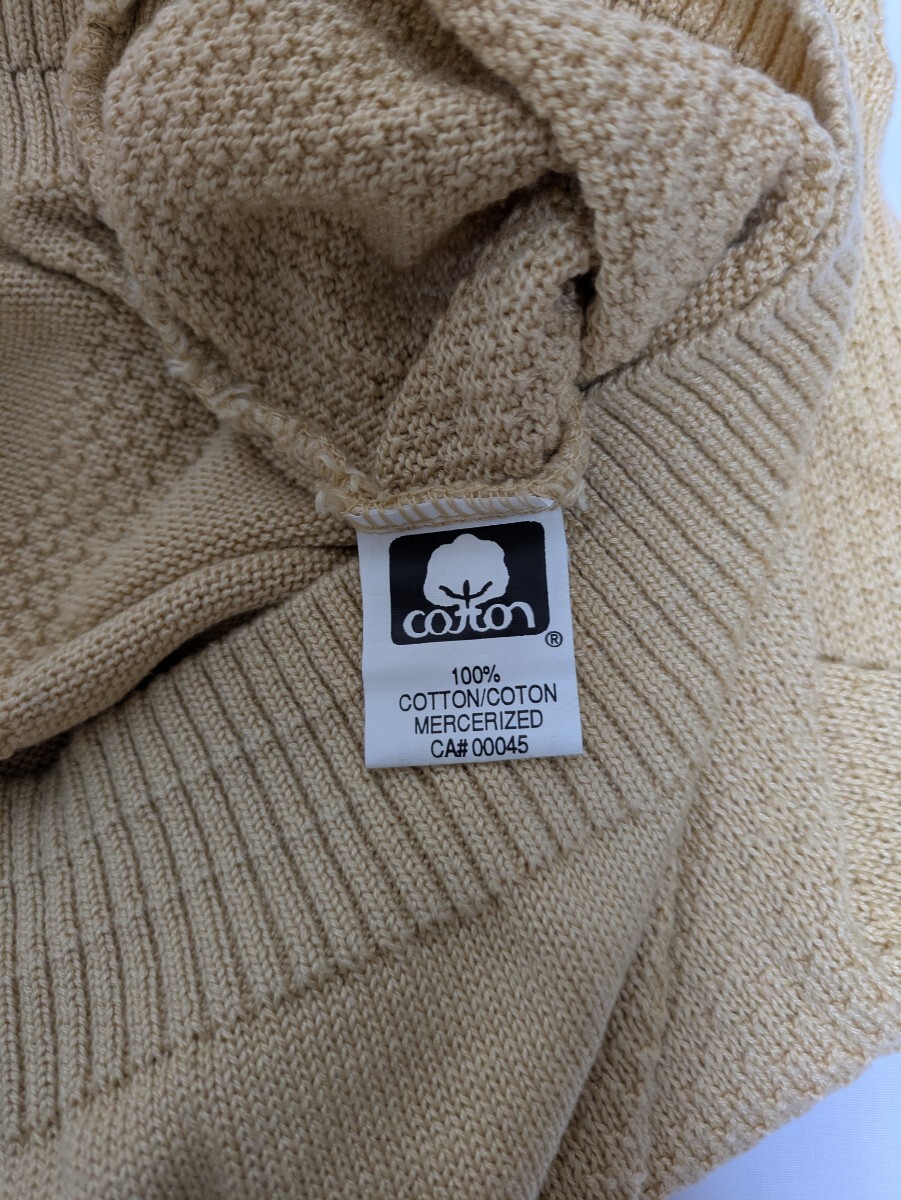 cotton
®
100%
COTTON/COTON
MERCERIZED
CA# 00045